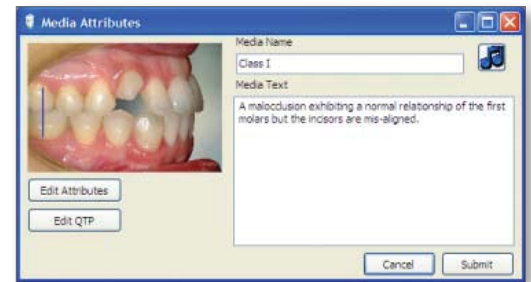 Media Attributes
Media Name
Class I
Media Text
A malocclusion exhibiting a normal relationship of the first
molars but the incisors are mis-aligned.
Edit Attributes
Edit QTP
Cancel
Submit